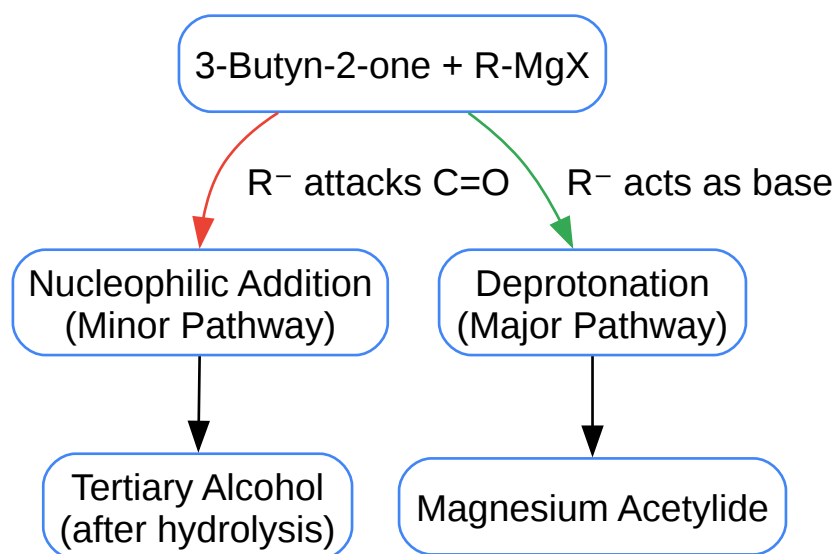 3-Butyn-2-one + R-MgX
R⁻ attacks C=O
R⁻ acts as base
Nucleophilic Addition
(Minor Pathway)
Deprotonation
(Major Pathway)
Tertiary Alcohol
(after hydrolysis)
Magnesium Acetylide